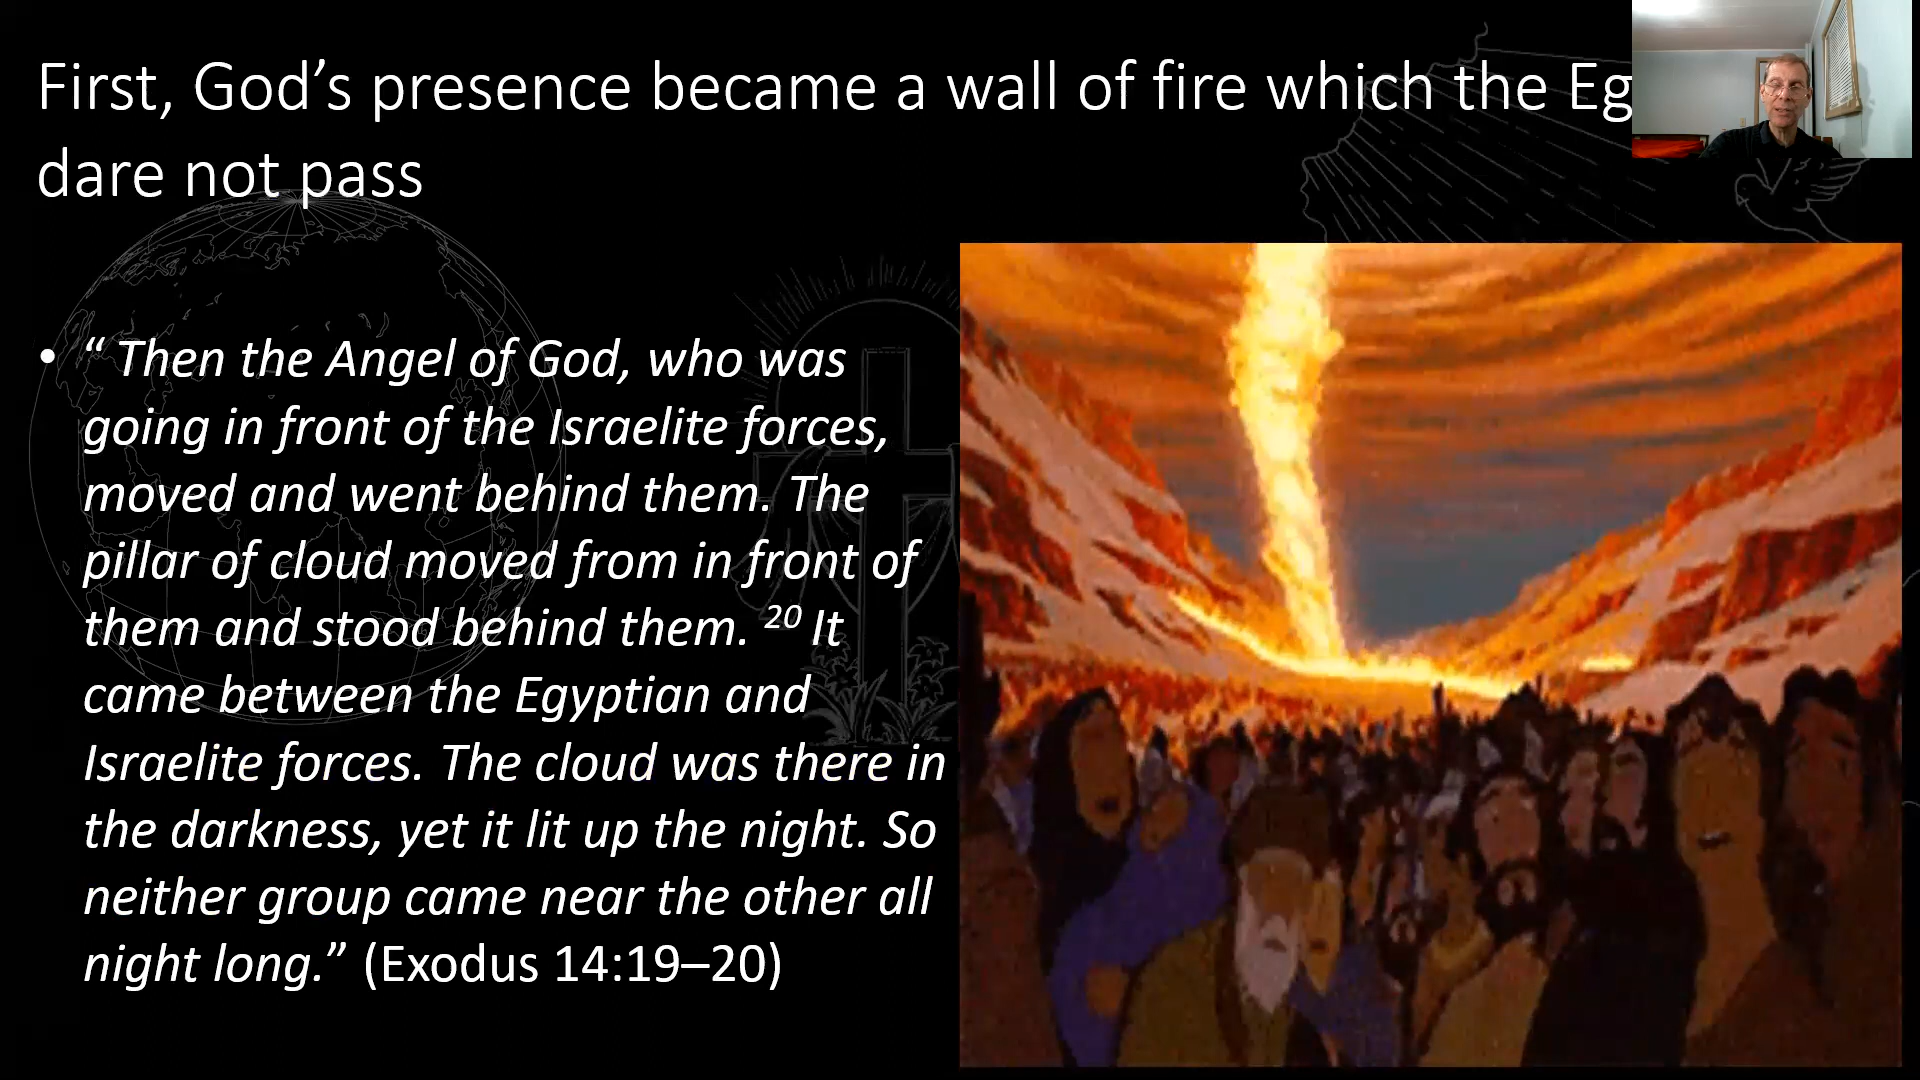 First, God’s presence became a wall of fire which the Eg
dare not pass
• “ Then the Angel of God, who was
going in front of the Israelite forces,
moved and went behind them. The
pillar of cloud moved from in front of
them and stood behind them. 20 It
came between the Egyptian and
Israelite forces. The cloud was there in
the darkness, yet it lit up the night. So
neither group came near the other all
night long.” (Exodus 14:19–20)